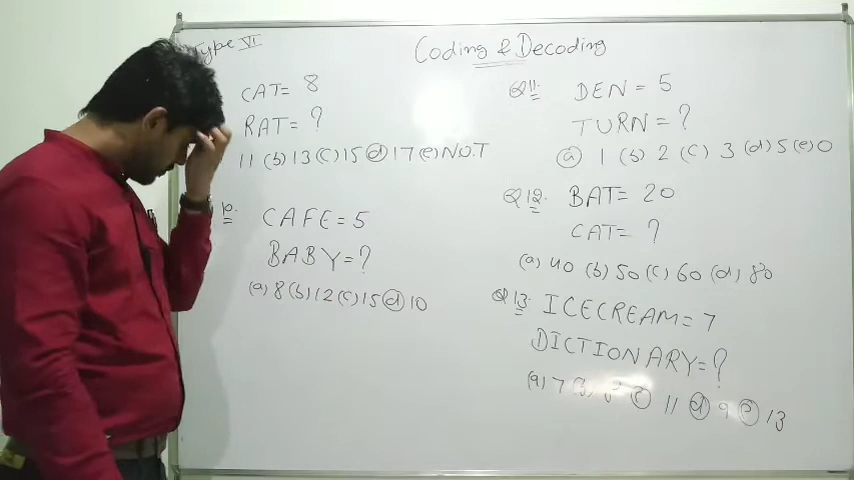 Type VI
Coding & Decoding
CAT= 8
RAT= ?
11 (b) 13 (c) 15 (d) 17 (e) N.O.T
10.
CAFE = 5
BABY = ?
(a) 8 (b) 12 (c) 15 (d) 10
Q11. DEN = 5
TURN = ?
(a) 1 (b) 2 (c) 3 (d) 5 (e) 0
Q12. BAT = 20
CAT= ?
(a) 40 (b) 50 (c) 60 (d) 80
Q13. ICECREAM = 7
DICTIONARY= ?
(a) 7 (c) 11 (d) 9 (e) 13